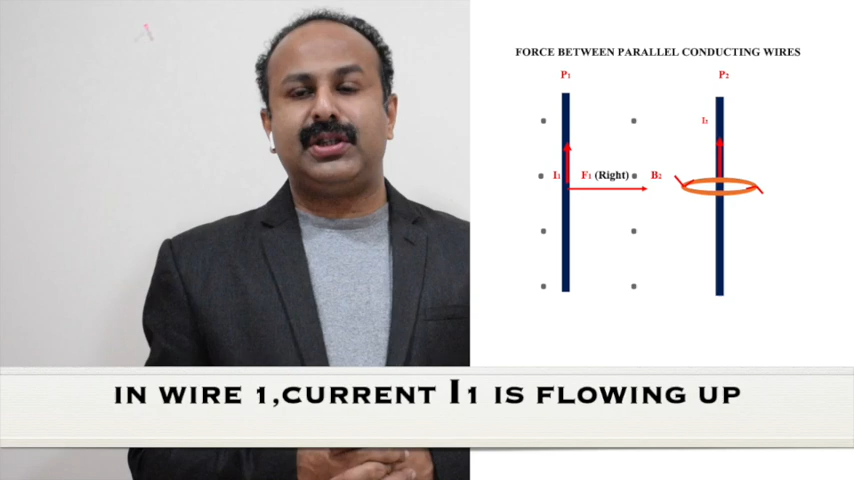 FORCE BETWEEN PARALLEL CONDUCTING WIRES
P1 P2
I2
I1 F1 (Right) B2
IN WIRE 1,CURRENT I1 IS FLOWING UP